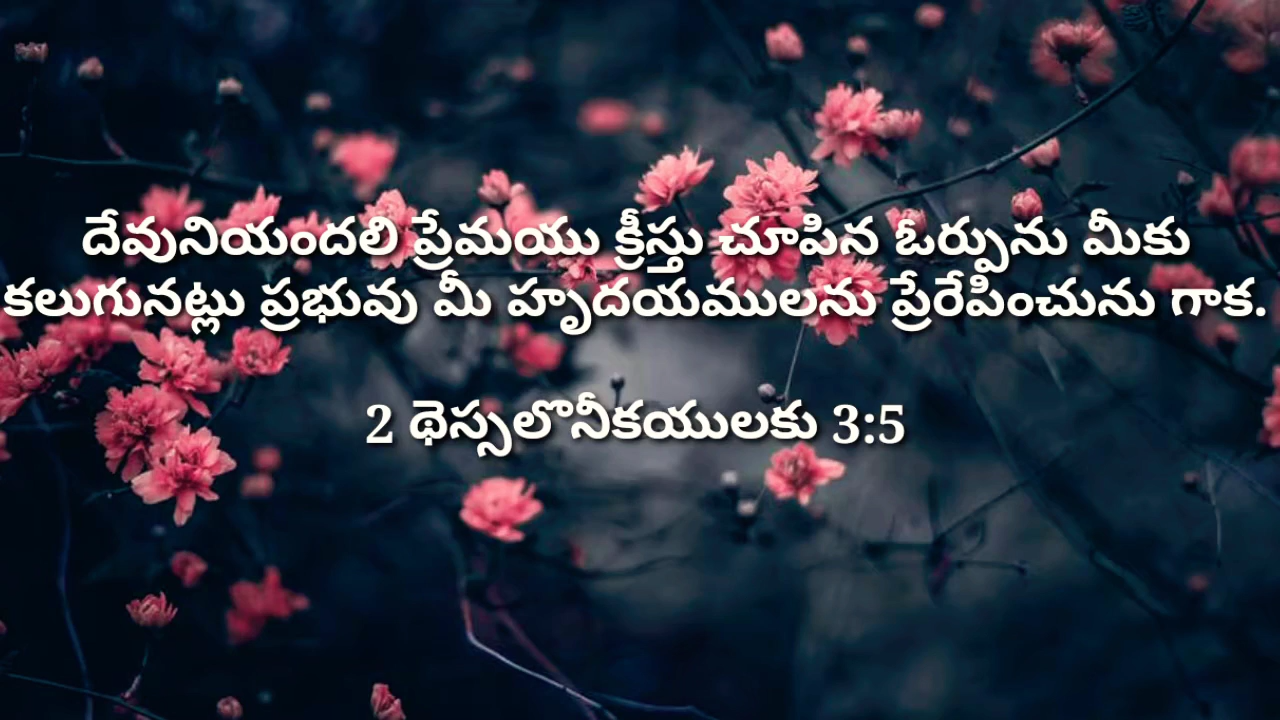 దేవునియందలి ప్రేమయు క్రీస్తు చూపిన ఓర్పును మీకు
కలుగునట్లు ప్రభువు మీ హృదయములను ప్రేరేపించును గాక.
2 థెస్సలొనీకయులకు 3:5